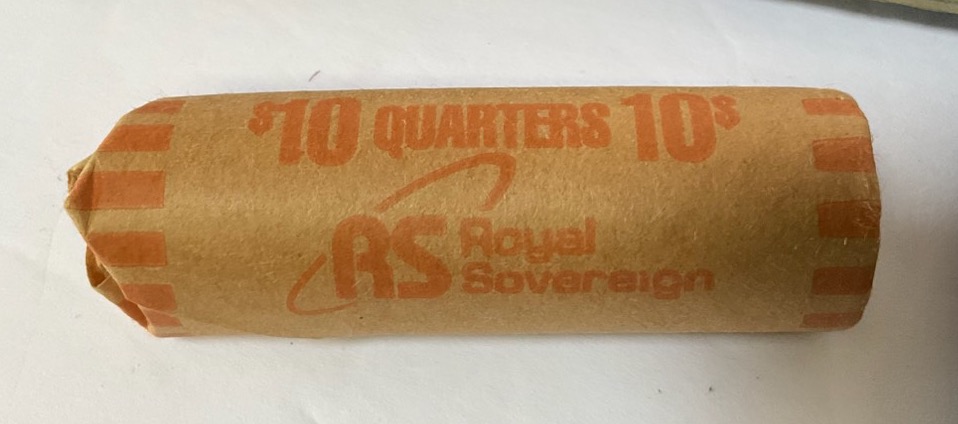 $10 QUARTERS 10$
RS Royal
Sovereign